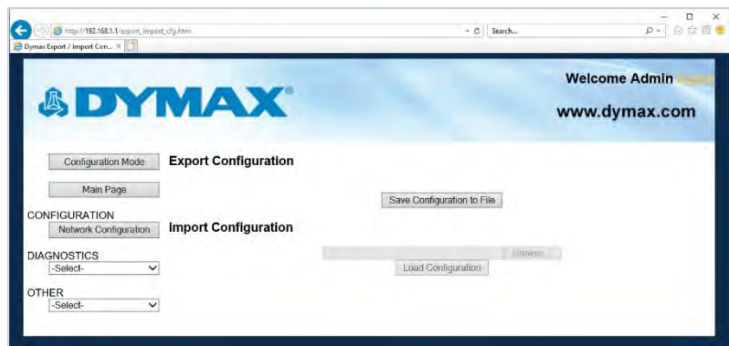 http://192.168.1.1/export_import_cfg.htm
Search...
Dymax Export / Import Con...
Welcome Admin
DYMAX
www.dymax.com
Configuration Mode
Export Configuration
Main Page
Save Configuration to File
CONFIGURATION
Network Configuration
Import Configuration
Browse...
DIAGNOSTICS
-Select-
Load Configuration
OTHER
-Select-